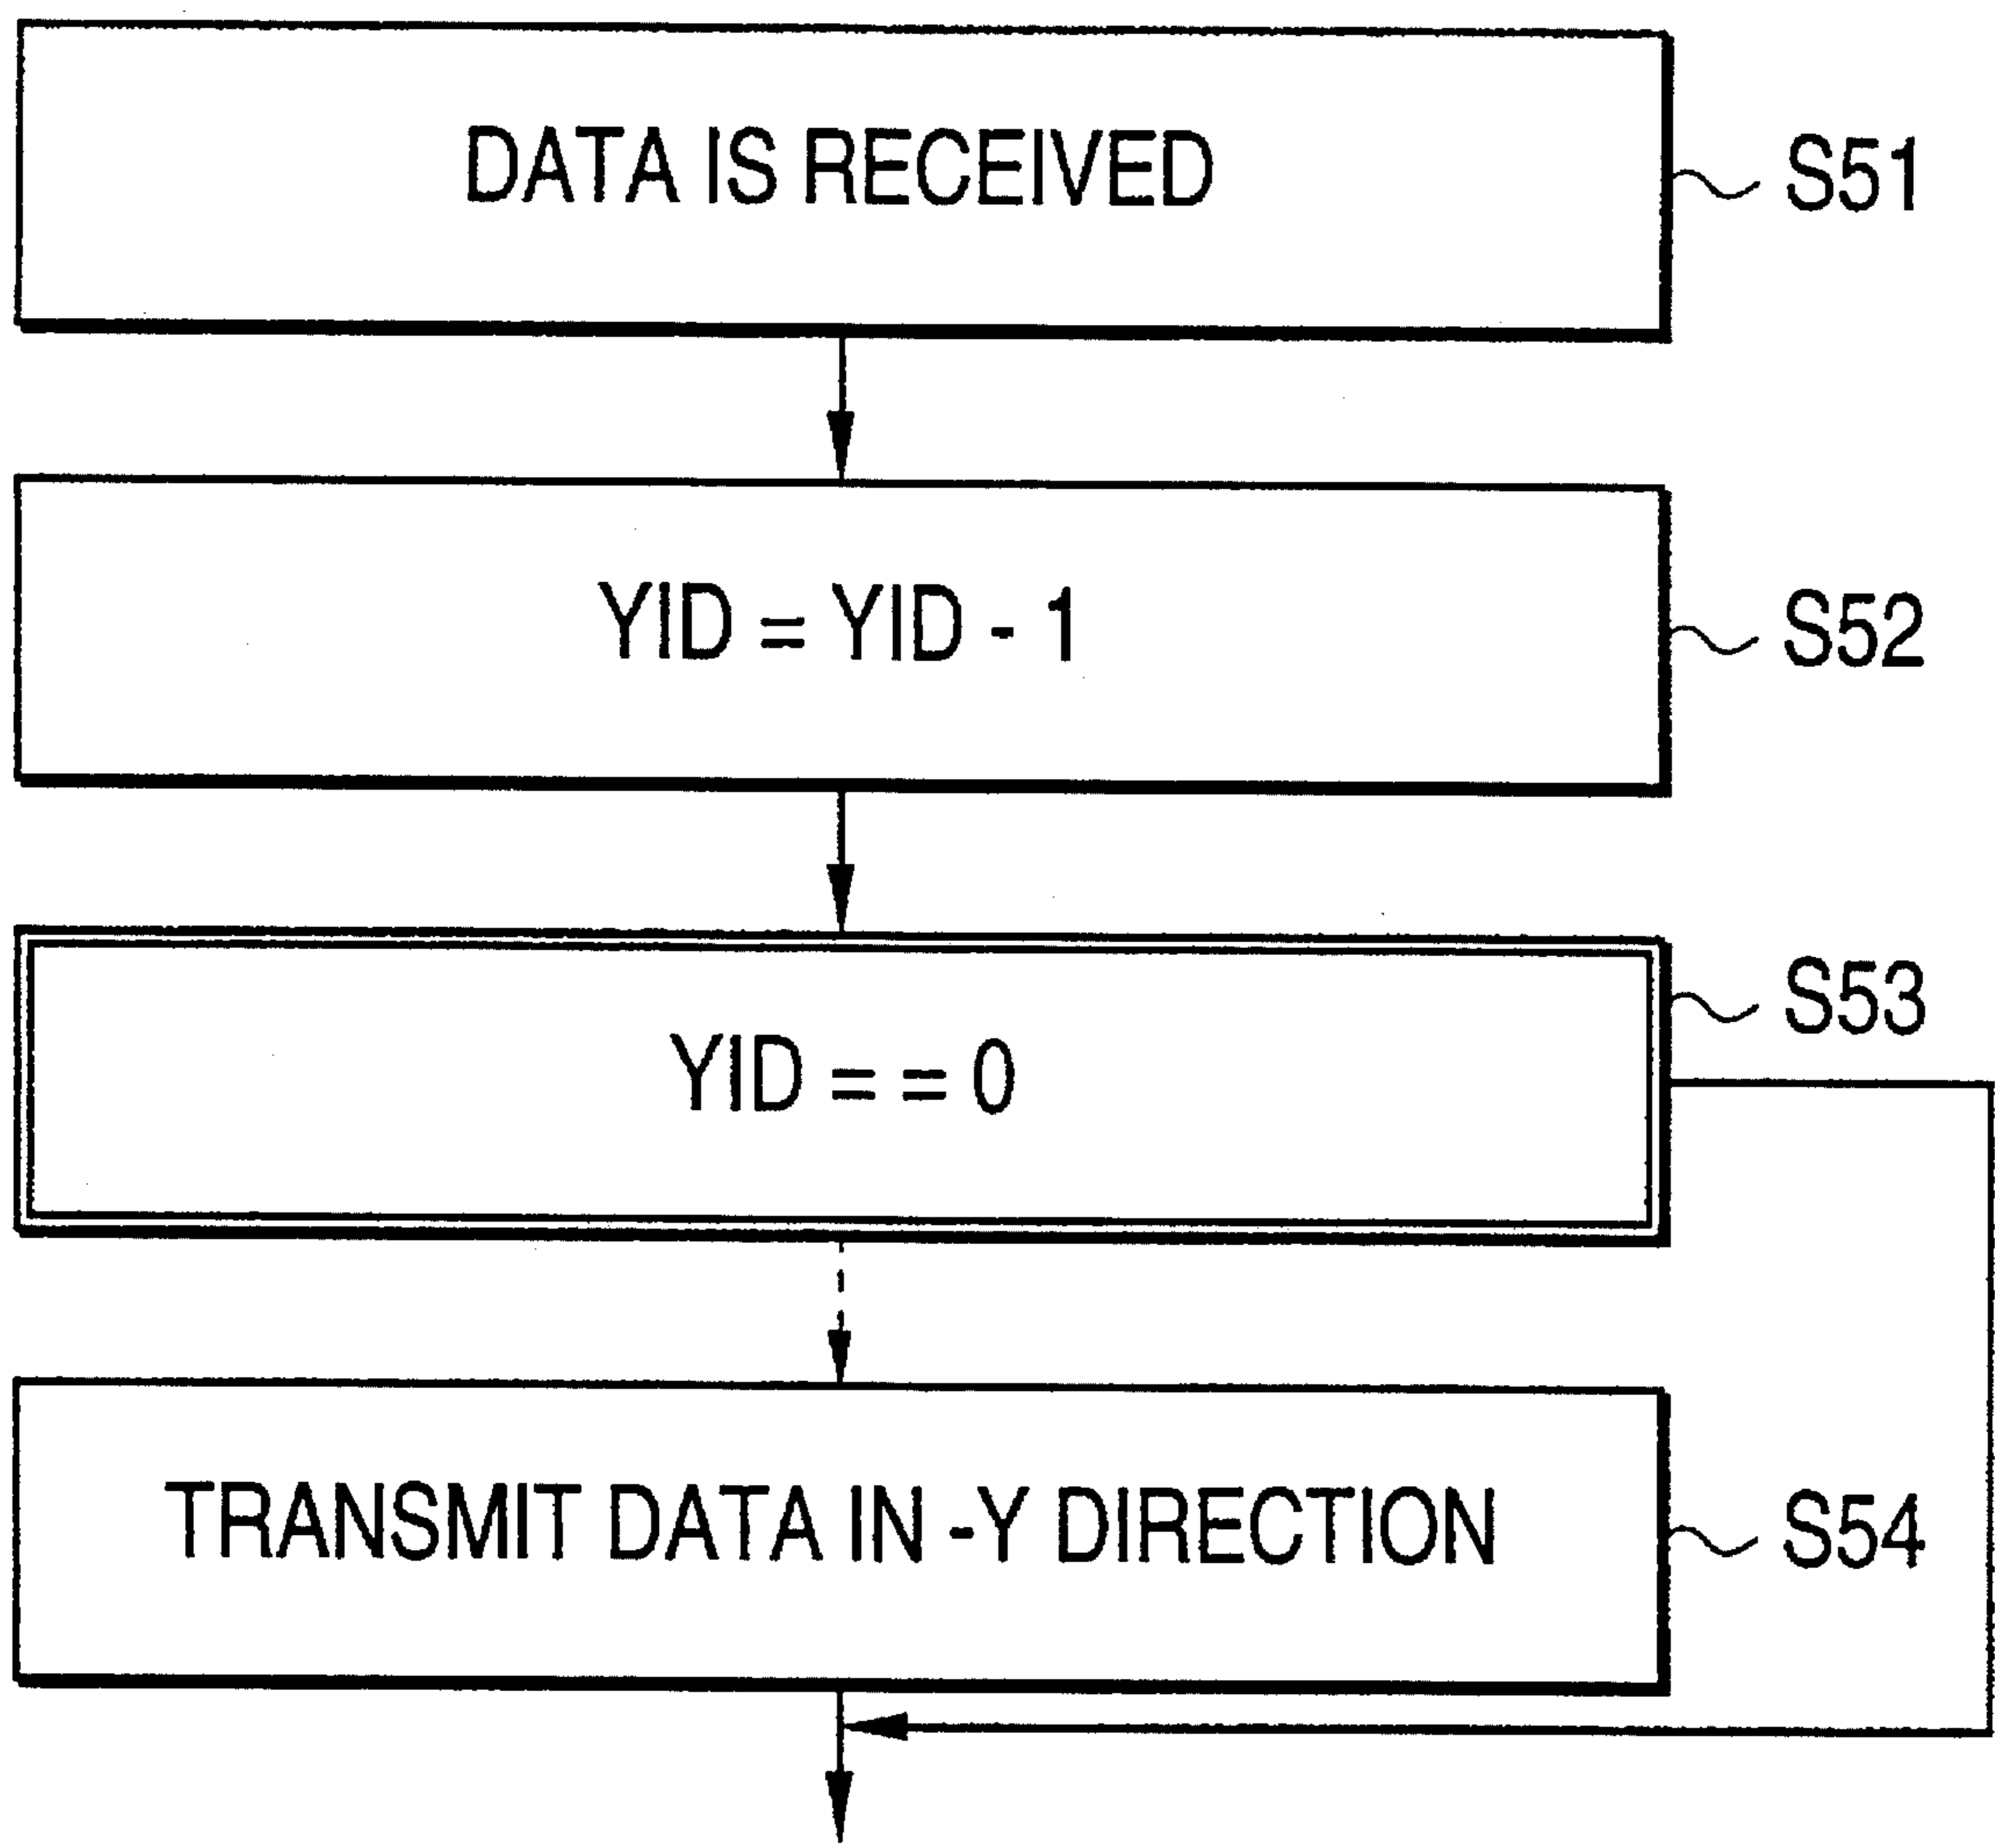 DATA IS RECEIVED
S51
YID = YID - 1
S52
S53
YID = = 0
TRANSMIT DATA IN -Y DIRECTION
S54